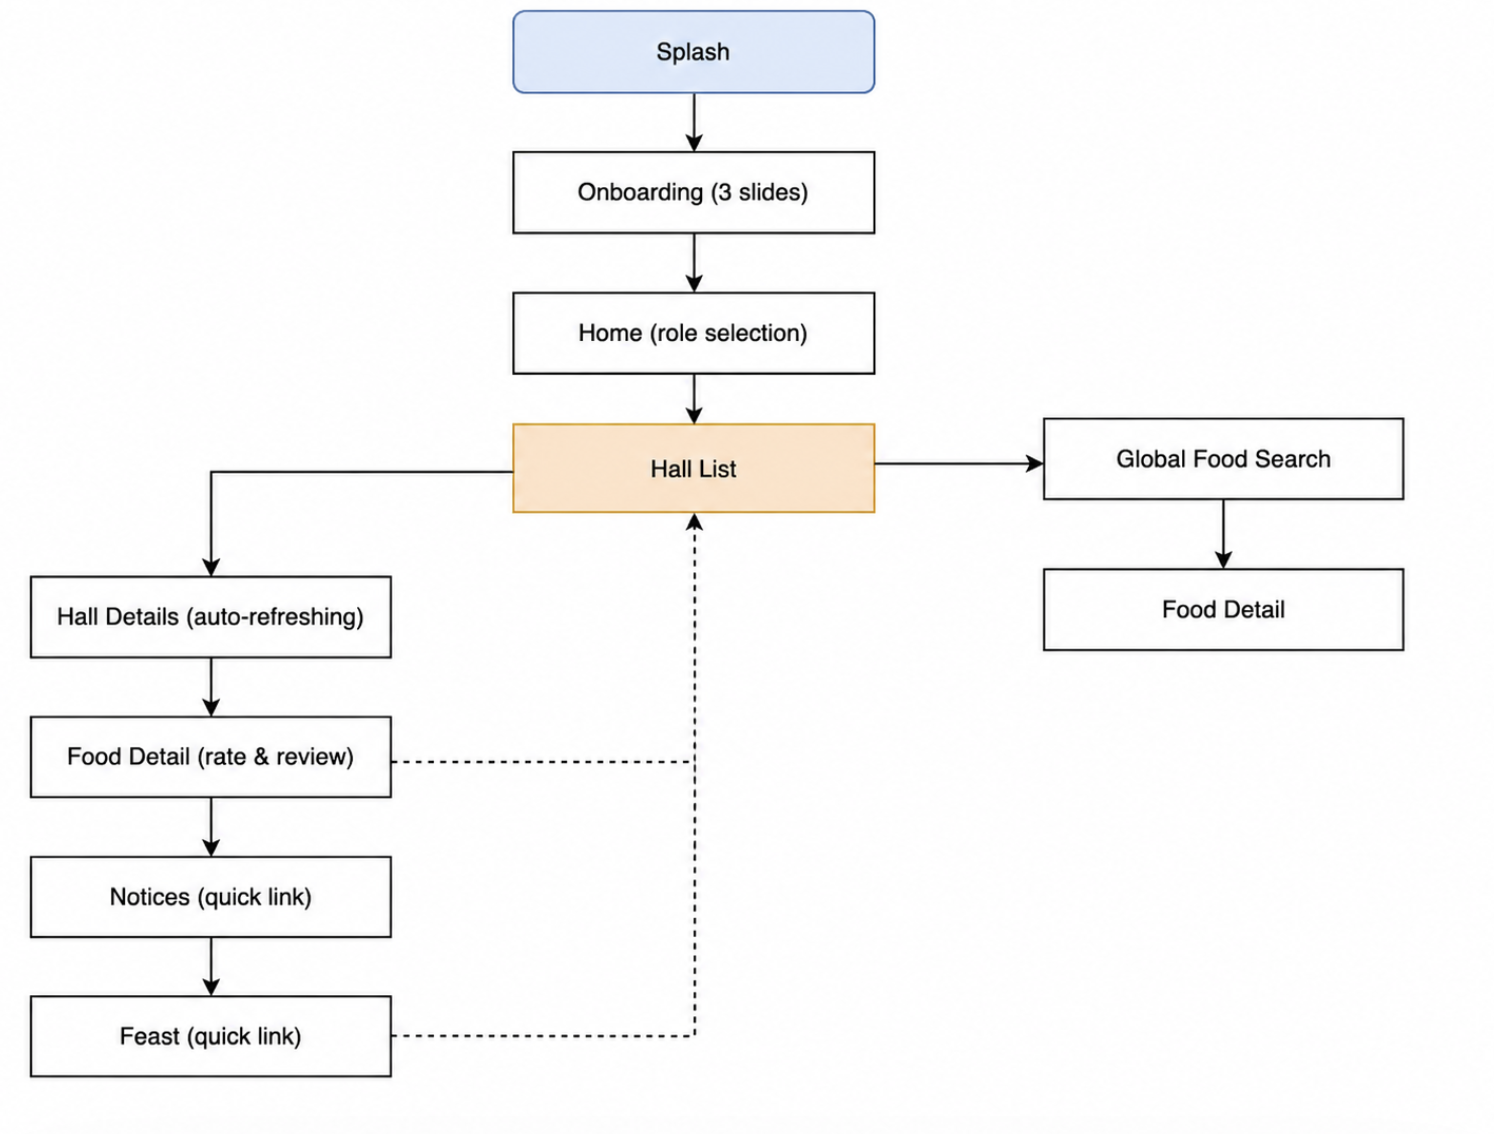 Splash
Onboarding (3 slides)
Home (role selection)
Hall List
Global Food Search
Food Detail
Hall Details (auto-refreshing)
Food Detail (rate & review)
Notices (quick link)
Feast (quick link)